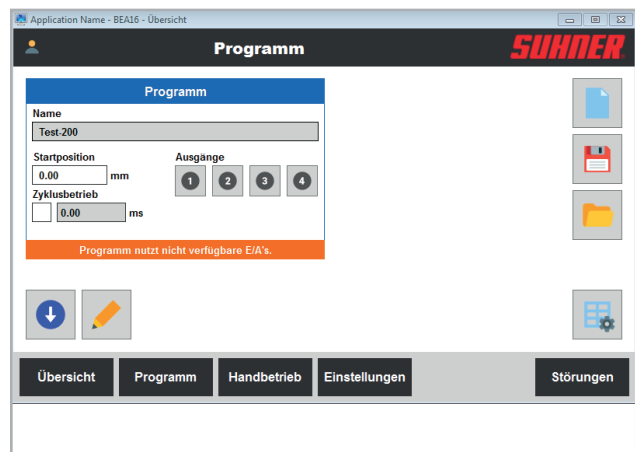 Application Name - BEA16 - Übersicht
Programm
SUHNER
Programm
Name
Test-200
Startposition
Ausgänge
0.00 mm
1 2 3 4
Zyklusbetrieb
0.00 ms
Programm nutzt nicht verfügbare E/A's.
Übersicht Programm Handbetrieb Einstellungen Störungen